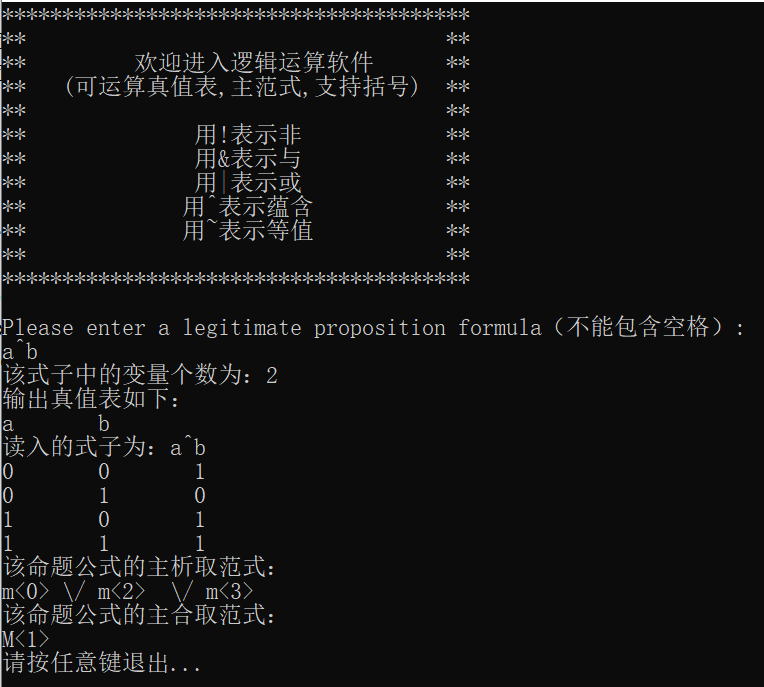 ***************************************
** **
** 欢迎进入逻辑运算软件 **
** (可运算真值表,主范式,支持括号) **
** **
** 用!表示非 **
** 用&表示与 **
** 用|表示或 **
** 用^表示蕴含 **
** 用~表示等值 **
** **
***************************************
Please enter a legitimate proposition formula（不能包含空格）:
a^b
该式子中的变量个数为：2
输出真值表如下：
a b
读入的式子为：a^b
0 0 1
0 1 0
1 0 1
1 1 1
该命题公式的主析取范式：
m<0> \/ m<2> \/ m<3>
该命题公式的主合取范式：
M<1>
请按任意键退出...